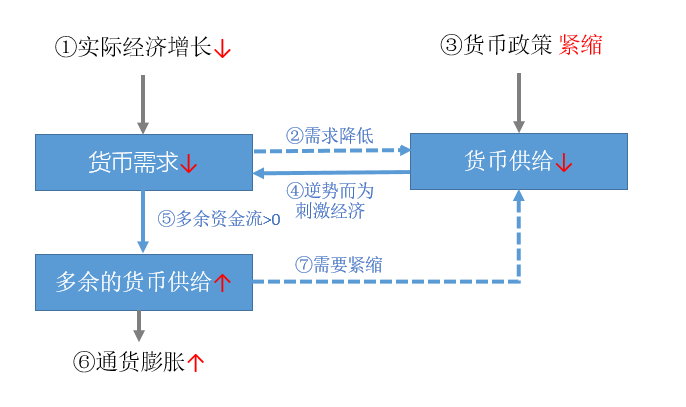 ①实际经济增长↓
③货币政策 紧缩
②需求降低
货币需求↓
货币供给↓
④逆势而为
刺激经济
⑤多余资金流>0
⑦需要紧缩
多余的货币供给↑
⑥通货膨胀↑